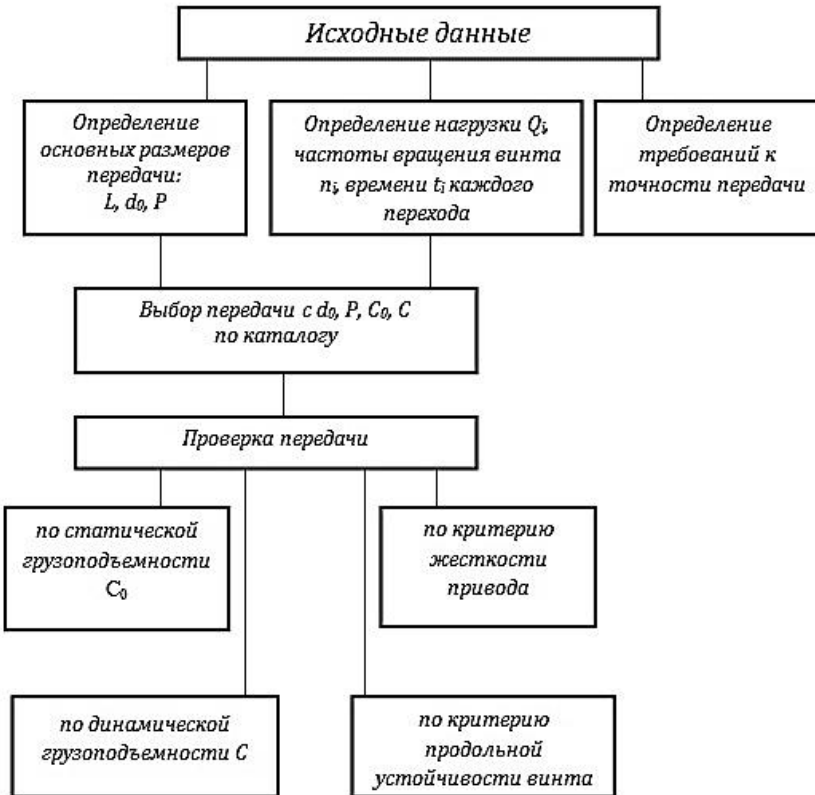 Исходные данные
Определение
основных размеров
передачи:
L, d₀, P
Определение нагрузки Qᵢ,
частоты вращения винта
nᵢ, времени tᵢ каждого
перехода
Определение
требований к
точности передачи
Выбор передачи с d₀, P, C₀, C
по каталогу
Проверка передачи
по статической
грузоподъемности
C₀
по критерию
жесткости
привода
по динамической
грузоподъемности C
по критерию
продольной
устойчивости винта